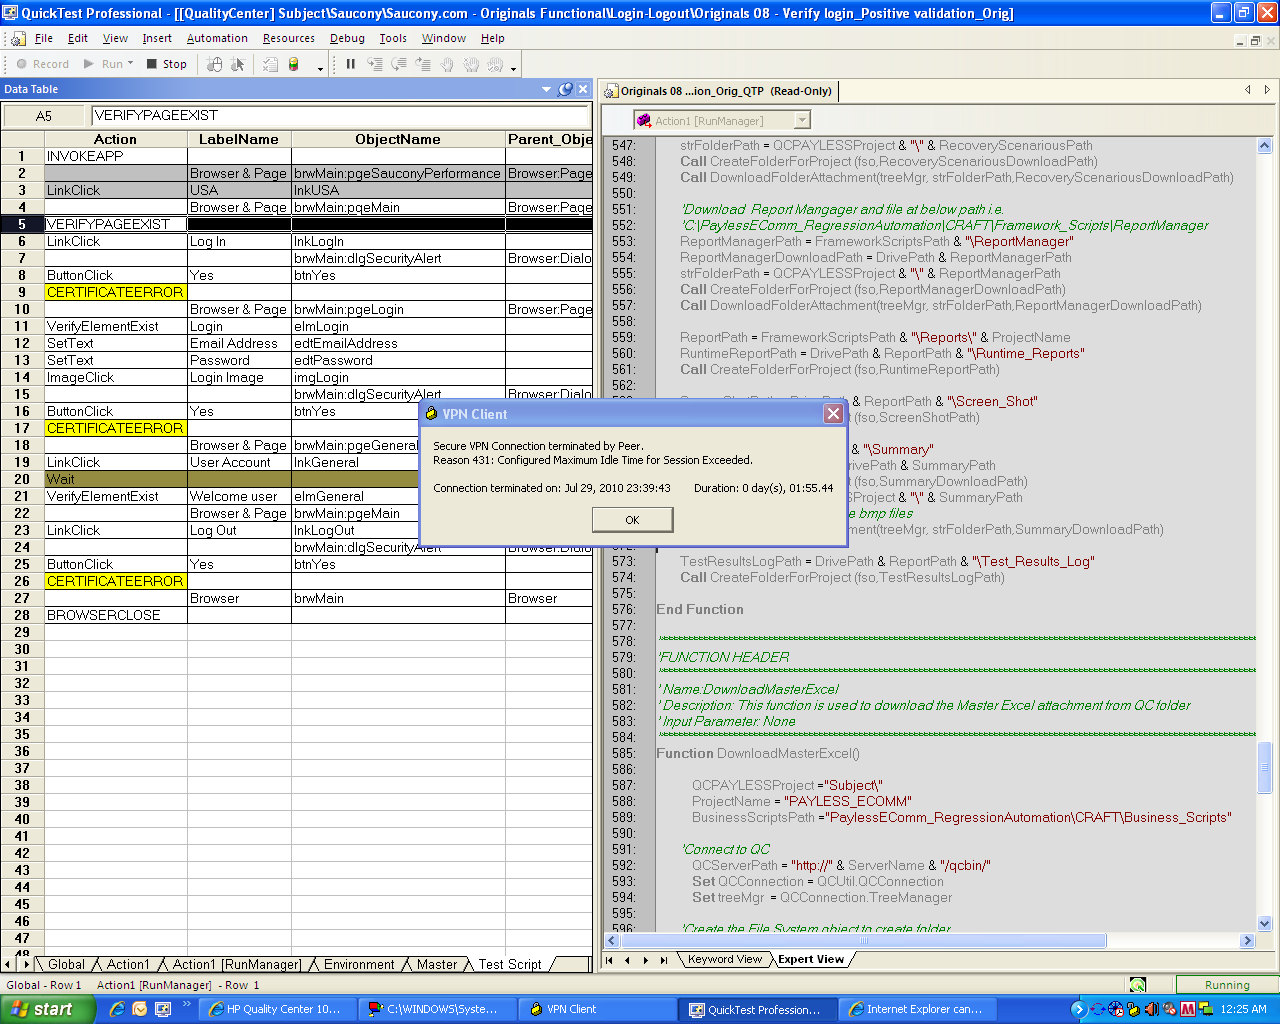 QuickTest Professional - [[QualityCenter] Subject\Saucony\Saucony.com - Originals Functional\Login-Logout\Originals 08 - Verify login_Positive validation_Orig]
File Edit View Insert Automation Resources Debug Tools Window Help
Record Run Stop
Data Table
Originals 08 ...ion_Orig_QTP (Read-Only)
A5 VERIFYPAGEEXIST
Action1 [RunManager]
Action LabelName ObjectName Parent_Obje
1 INVOKEAPP
2 Browser & Page brwMain:pgeSauconyPerformance Browser:Page
3 LinkClick USA lnkUSA
4 Browser & Page brwMain:pgeMain Browser:Page
5 VERIFYPAGEEXIST
6 LinkClick Log In lnkLogIn
7 brwMain:dlgSecurityAlert Browser:Dialo
8 ButtonClick Yes btnYes
9 CERTIFICATEERROR
10 Browser & Page brwMain:pgeLogin Browser:Page
11 VerifyElementExist Login elmLogin
12 SetText Email Address edtEmailAddress
13 SetText Password edtPassword
14 ImageClick Login Image imgLogin
15 brwMain:dlgSecurityAlert Browser:Dialo
16 ButtonClick Yes btnYes
17 CERTIFICATEERROR
18 Browser & Page brwMain:pgeGeneral
19 LinkClick User Account lnkGeneral
20 Wait
21 VerifyElementExist Welcome user elmGeneral
22 Browser & Page brwMain:pgeMain
23 LinkClick Log Out lnkLogOut
24 brwMain:dlgSecurityAlert Browser:Dialo
25 ButtonClick Yes btnYes
26 CERTIFICATEERROR
27 Browser brwMain Browser
28 BROWSERCLOSE
29
30
31
32
33
34
35
36
37
38
39
40
41
42
43
44
45
46
47
48
Global Action1 Action1 [RunManager] Environment Master Test Script
547: strFolderPath = QCPAYLESSProject & "\" & RecoveryScenariousPath
548: Call CreateFolderForProject (fso,RecoveryScenariousDownloadPath)
549: Call DownloadFolderAttachment(treeMgr, strFolderPath,RecoveryScenariousDownloadPath)
550:
551: 'Download Report Mangager and file at below path i.e.
552: 'C:\PaylessEComm_RegressionAutomation\CRAFT\Framework_Scripts\ReportManager
553: ReportManagerPath = FrameworkScriptsPath & "\ReportManager"
554: ReportManagerDownloadPath = DrivePath & ReportManagerPath
555: strFolderPath = QCPAYLESSProject & "\" & ReportManagerPath
556: Call CreateFolderForProject (fso,ReportManagerDownloadPath)
557: Call DownloadFolderAttachment(treeMgr, strFolderPath,ReportManagerDownloadPath)
558:
559: ReportPath = FrameworkScriptsPath & "\Reports\" & ProjectName
560: RuntimeReportPath = DrivePath & ReportPath & "\Runtime_Reports"
561: Call CreateFolderForProject (fso,RuntimeReportPath)
562:
& ReportPath & "\Screen_Shot"
(fso,ScreenShotPath)
& "\Summary"
DrivePath & SummaryPath
(fso,SummaryDownloadPath)
& "\" & SummaryPath
bmp files
(treeMgr, strFolderPath,SummaryDownloadPath)
573: TestResultsLogPath = DrivePath & ReportPath & "\Test_Results_Log"
574: Call CreateFolderForProject (fso,TestResultsLogPath)
575:
576: End Function
577:
578:
579: 'FUNCTION HEADER
580:
581: ' Name:DownloadMasterExcel
582: ' Description: This function is used to download the Master Excel attachment from QC folder
583: ' Input Parameter: None
584:
585: Function DownloadMasterExcel()
586:
587: QCPAYLESSProject ="Subject\"
588: ProjectName = "PAYLESS_ECOMM"
589: BusinessScriptsPath ="PaylessEComm_RegressionAutomation\CRAFT\Business_Scripts"
590:
591: 'Connect to QC
592: QCServerPath = "http://" & ServerName & "/qcbin/"
593: Set QCConnection = QCUtil.QCConnection
594: Set treeMgr = QCConnection.TreeManager
595:
596: 'Create the File System object to create folder
Keyword View Expert View
VPN Client
Secure VPN Connection terminated by Peer.
Reason 431: Configured Maximum Idle Time for Session Exceeded.
Connection terminated on: Jul 29, 2010 23:39:43 Duration: 0 day(s), 01:55.44
OK
Global - Row 1 Action1 [RunManager] - Row 1
Running
start HP Quality Center 10.... C:\WINDOWS\Syste... VPN Client QuickTest Profession... Internet Explorer can... 12:25 AM